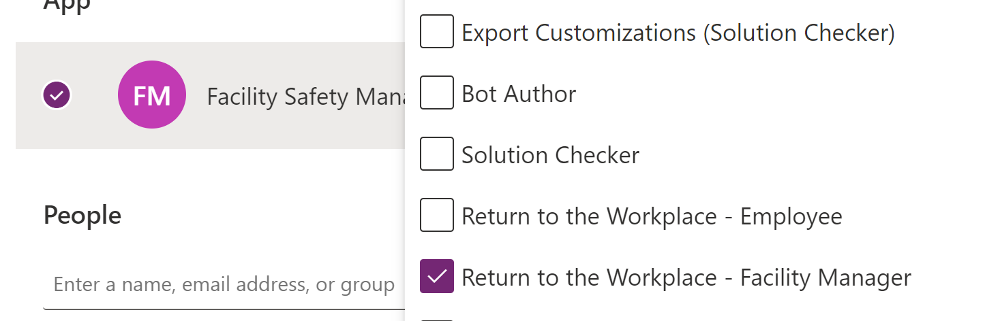 App
FM
Facility Safety
People
Enter a name, email address, or group
Export Customizations (Solution Checker)
Bot Author
Solution Checker
Return to the Workplace - Employee
Return to the Workplace - Facility Manager